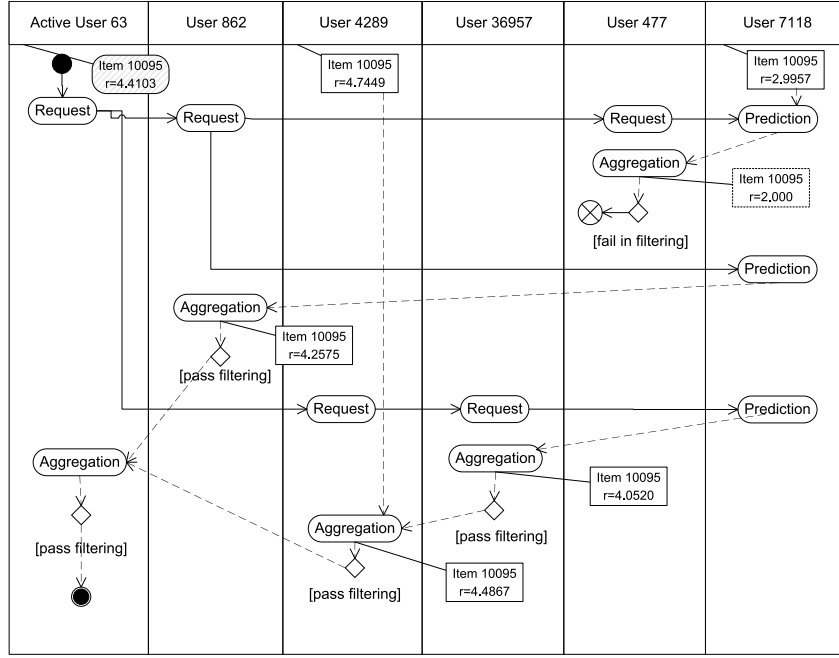 Active User 63
User 862
User 4289
User 36957
User 477
User 7118
Item 10095
r=4.4103
Item 10095
r=4.7449
Item 10095
r=2.9957
Request
Request
Request
Prediction
Aggregation
Item 10095
r=2.000
[fail in filtering]
Prediction
Aggregation
Item 10095
r=4.2575
[pass filtering]
Request
Request
Prediction
Aggregation
Aggregation
Item 10095
r=4.0520
Aggregation
[pass filtering]
[pass filtering]
Item 10095
r=4.4867
[pass filtering]